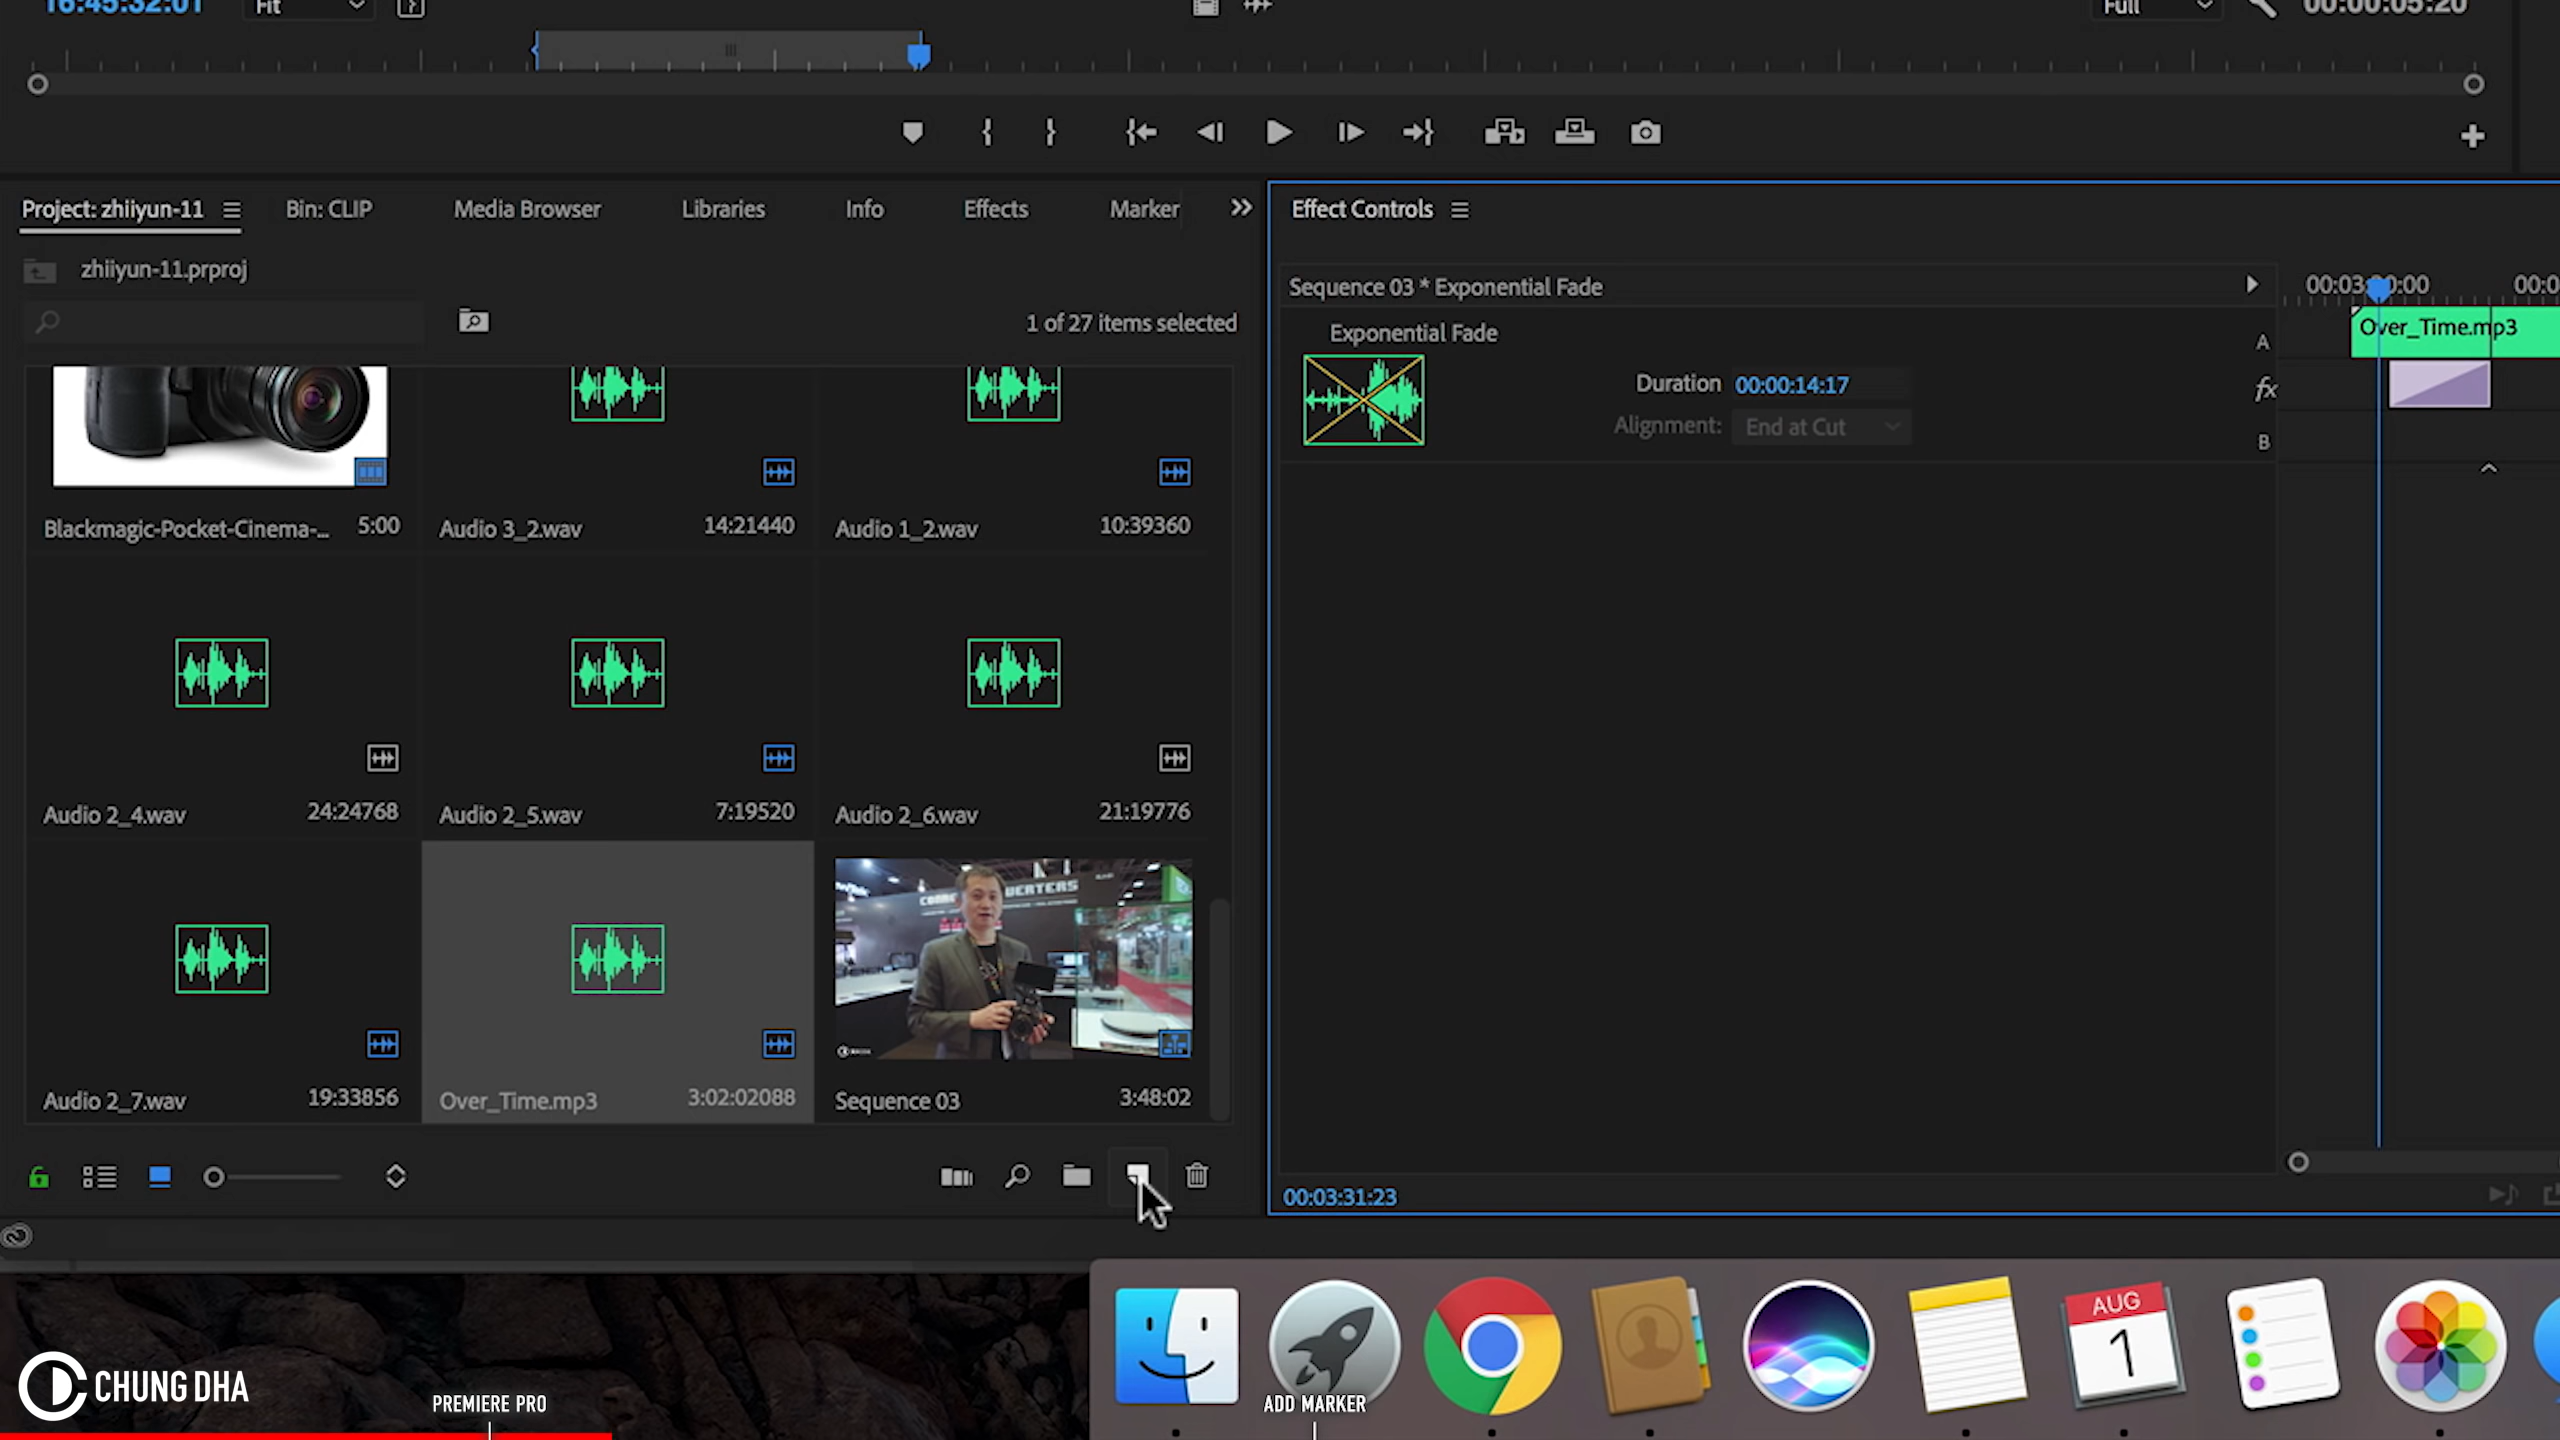 16:45:32:01
Fit
Full
00:00:05:20
Project: zhiiyun-11
Bin: CLIP
Media Browser
Libraries
Info
Effects
Marker
Effect Controls
zhiiyun-11.prproj
1 of 27 items selected
Sequence 03 * Exponential Fade
00:03:30:00
Exponential Fade
A
Over_Time.mp3
Duration 00:00:14:17
fx
Alignment: End at Cut
B
Blackmagic-Pocket-Cinema-... 5:00
Audio 3_2.wav 14:21440
Audio 1_2.wav 10:39360
Audio 2_4.wav 24:24768
Audio 2_5.wav 7:19520
Audio 2_6.wav 21:19776
Audio 2_7.wav 19:33856
Over_Time.mp3 3:02:02088
Sequence 03 3:48:02
00:03:31:23
AUG
1
CHUNG DHA
PREMIERE PRO
ADD MARKER